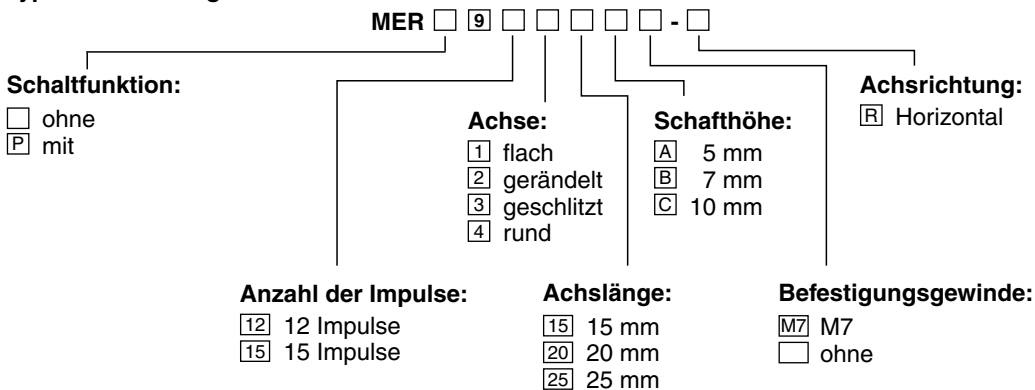 MER □ 9 □ □ □ □ □ - □
Schaltfunktion:
□ ohne
P mit
Achse:
1 flach
2 gerändelt
3 geschlitzt
4 rund
Schafthöhe:
A 5 mm
B 7 mm
C 10 mm
Achsrichtung:
R Horizontal
Anzahl der Impulse:
12 12 Impulse
15 15 Impulse
Achslänge:
15 15 mm
20 20 mm
25 25 mm
Befestigungsgewinde:
M7 M7
□ ohne